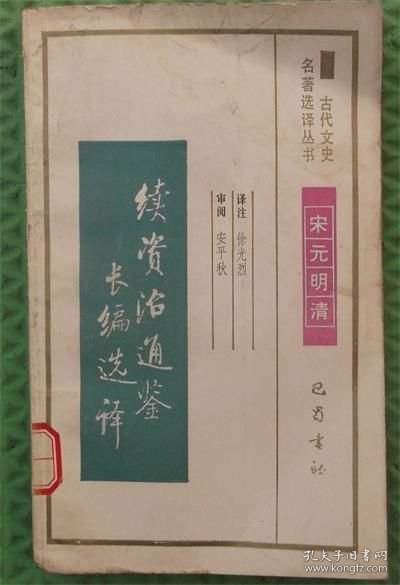 古代文史
名著选译丛书
宋元明清
译注 徐光烈
审阅 安平秋
续资治通鉴
长编选译
巴蜀书社
孔夫子旧书网
www.kongfz.com